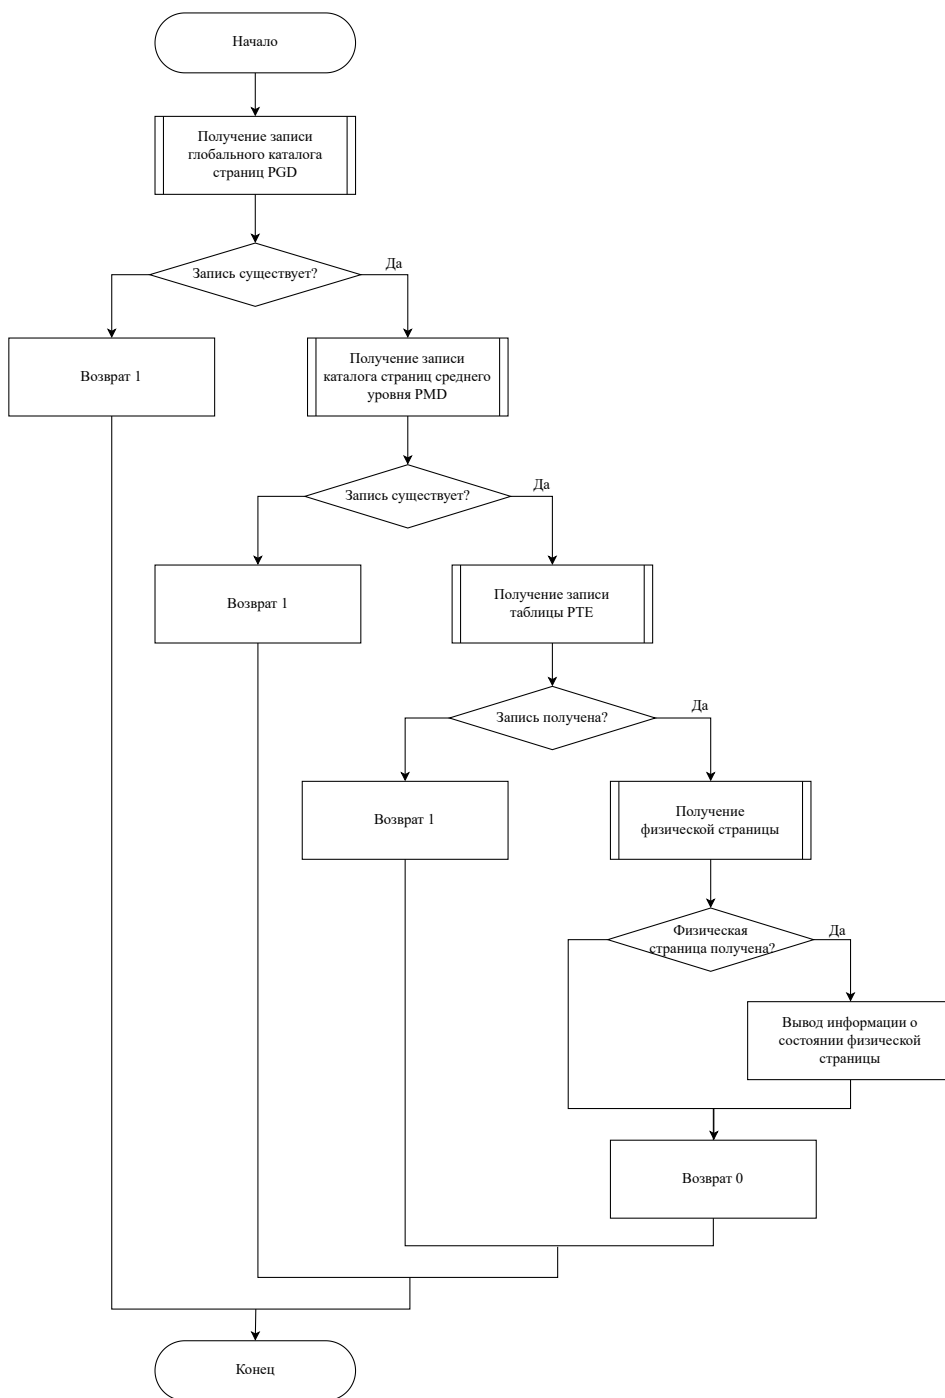 Начало
Получение записи
глобального каталога
страниц PGD
Запись существует?
Да
Возврат 1
Получение записи
каталога страниц среднего
уровня PMD
Запись существует?
Да
Возврат 1
Получение записи
таблицы PTE
Запись получена?
Да
Возврат 1
Получение
физической страницы
Физическая
страница получена?
Да
Вывод информации о
состоянии физической
страницы
Возврат 0
Конец